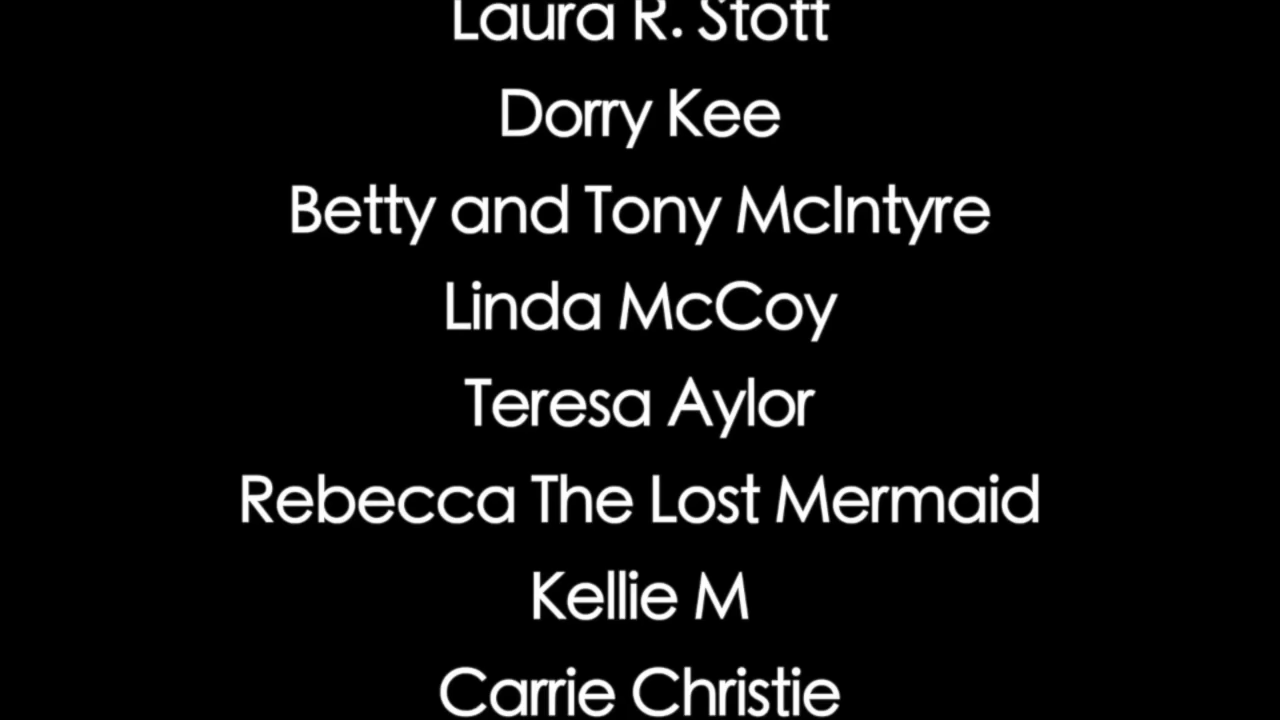 Laura R. Stott
Dorry Kee
Betty and Tony McIntyre
Linda McCoy
Teresa Aylor
Rebecca The Lost Mermaid
Kellie M
Carrie Christie